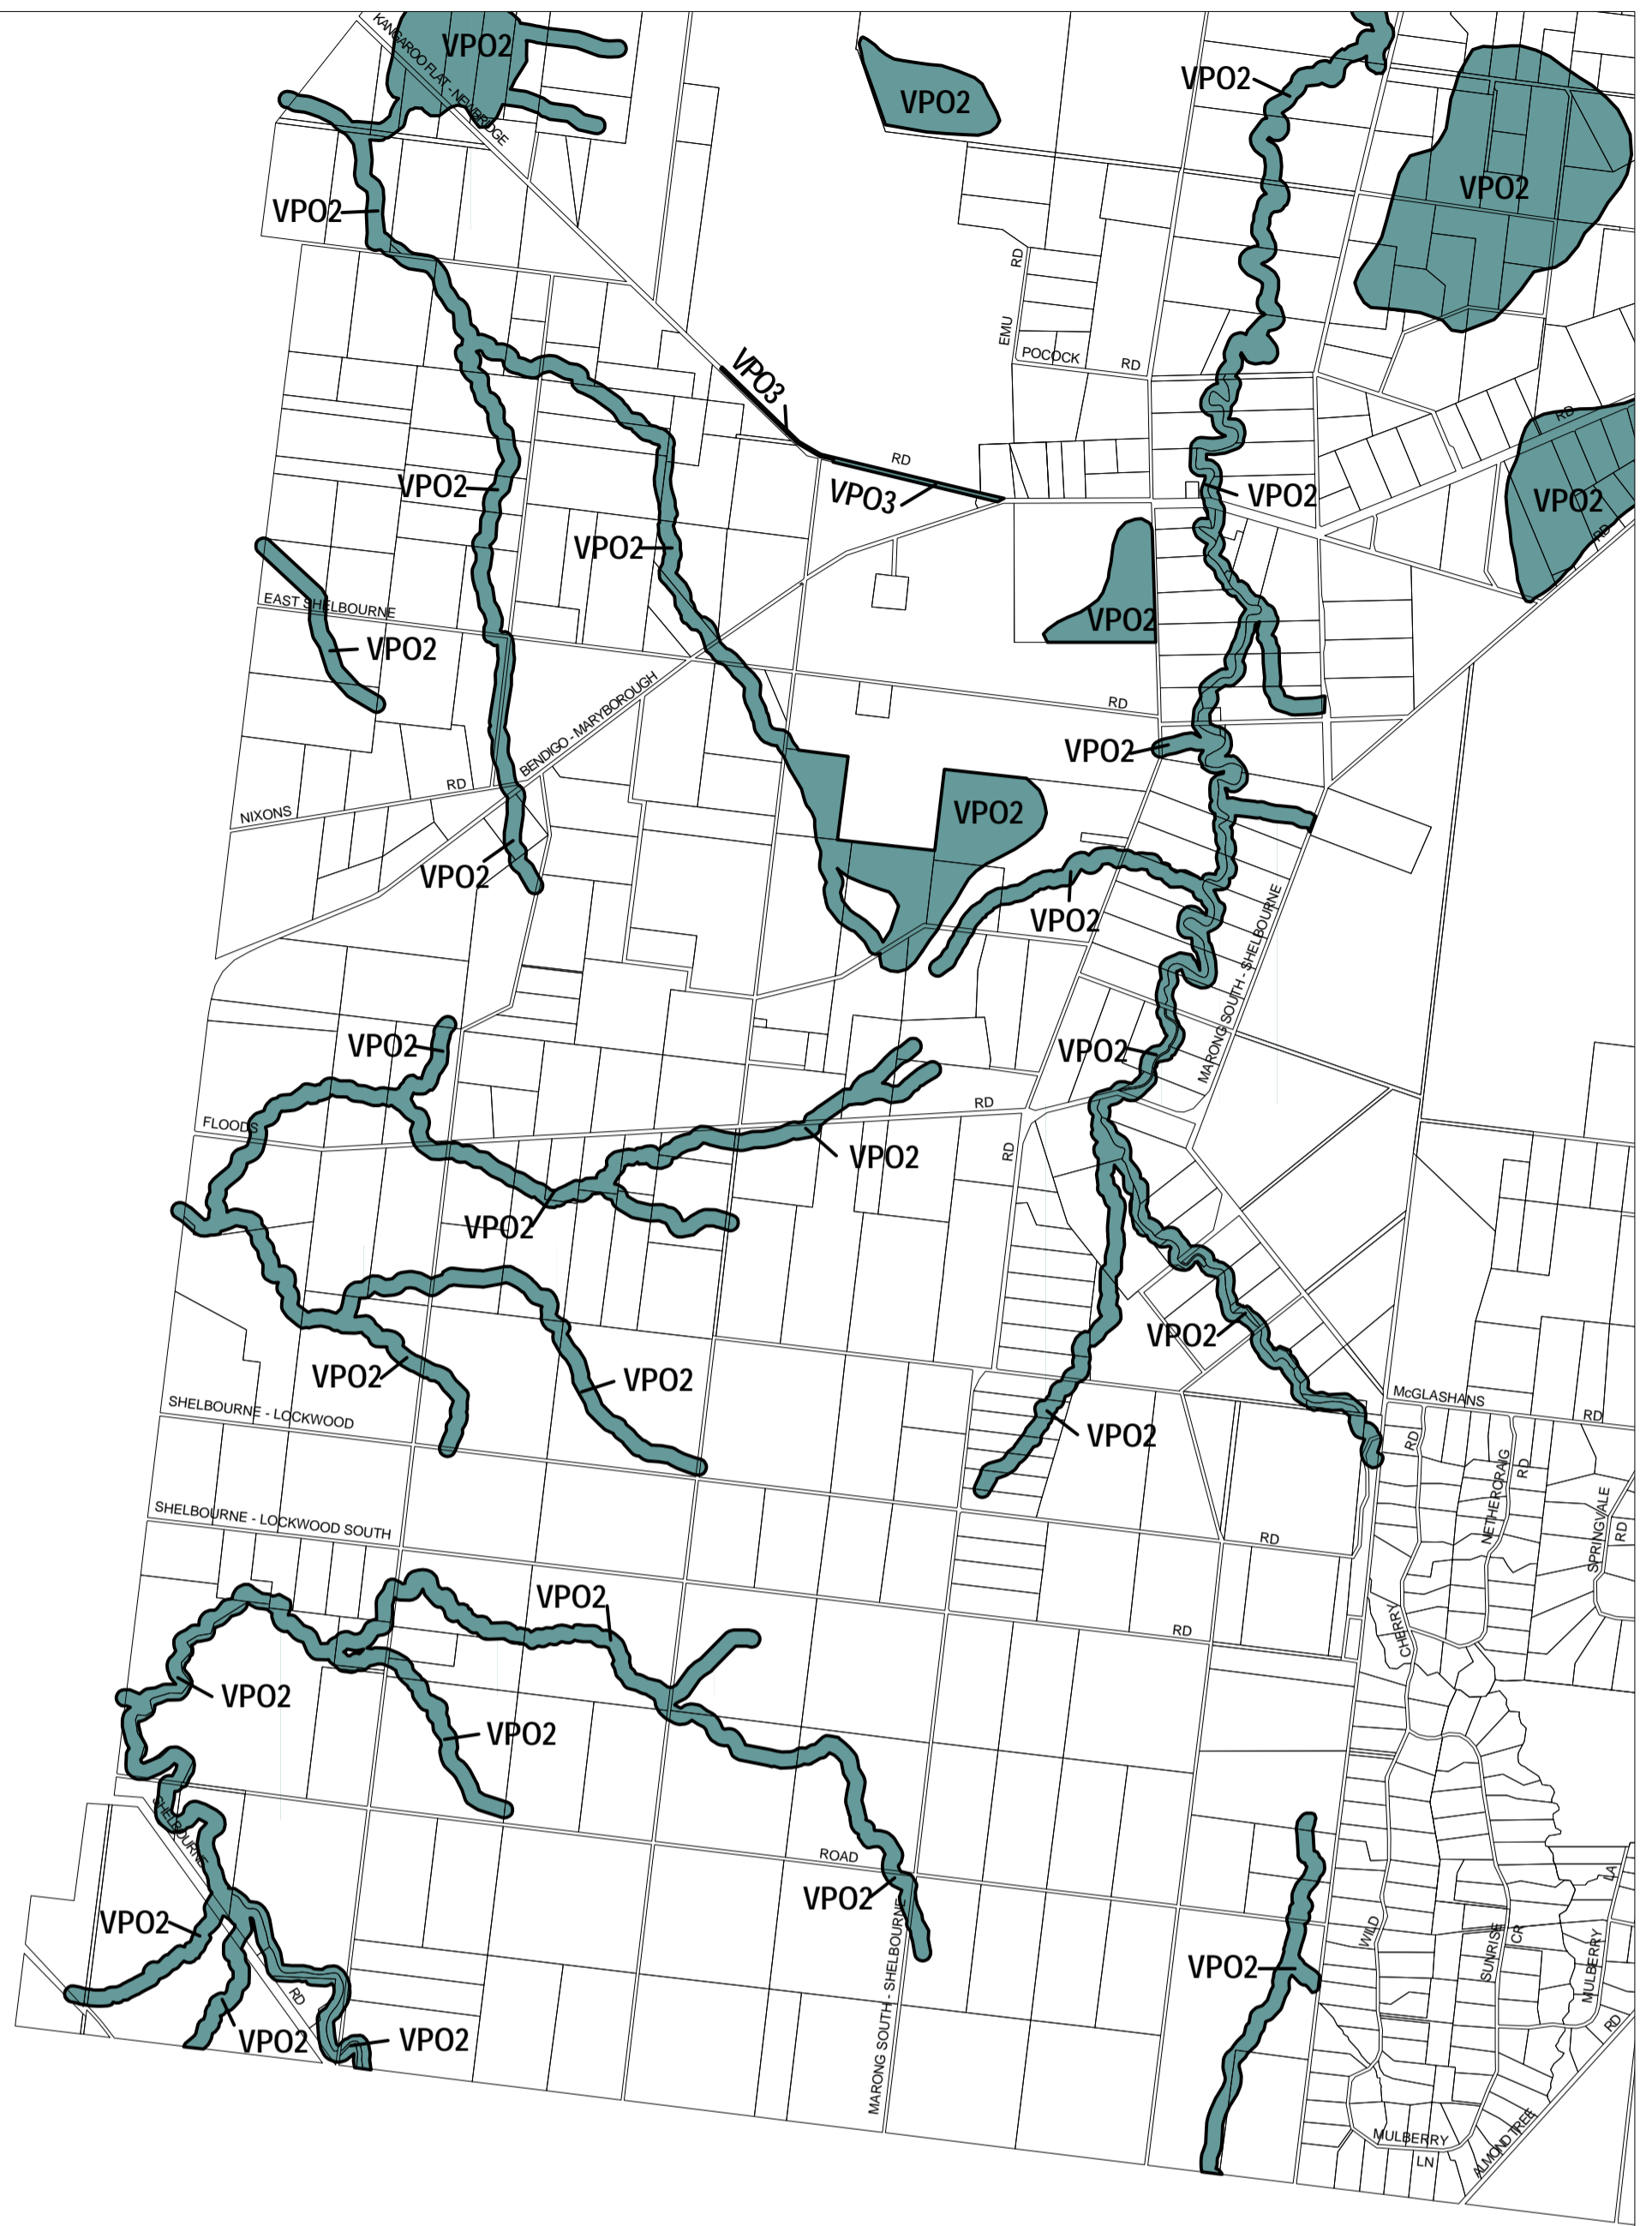 KANGAROO FLAT - NEWBRIDGE
VPO2
VPO2
VPO2
VPO2
VPO2
RD
EMU
POCOCK
RD
VPO3
RD
VPO3
RD
VPO2
RD
VPO2
VPO2
VPO2
EAST SHELBOURNE
VPO2
VPO2
RD
BENDIGO - MARYBOROUGH
VPO2
NIXONS
RD
VPO2
VPO2
VPO2
MARONG SOUTH - SHELBOURNE
VPO2
VPO2
FLOODS
RD
RD
VPO2
VPO2
VPO2
VPO2
VPO2
VPO2
McGLASHANS
RD
SHELBOURNE - LOCKWOOD
VPO2
RD
NETHERCRAIG
RD
SPRINGVALE
RD
SHELBOURNE - LOCKWOOD SOUTH
RD
VPO2
RD
CHERRY
VPO2
VPO2
SHELBOURNE
ROAD
VPO2
VPO2
MARONG SOUTH - SHELBOURNE
VPO2
WILD
SUNRISE
CR
MULBERRY
LA
RD
RD
VPO2
VPO2
MULBERRY
LN
ALMOND TREE